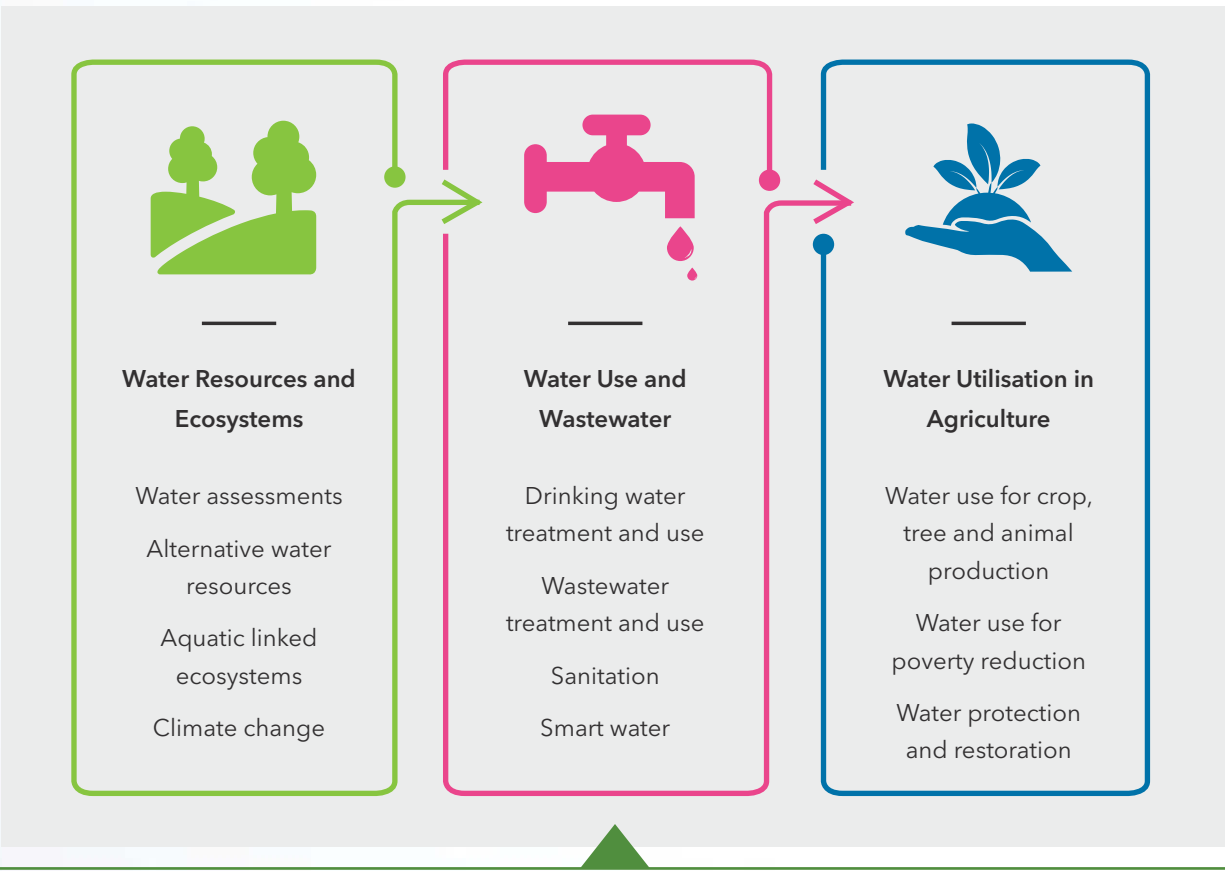 Water Resources and
Ecosystems
Water assessments
Alternative water
resources
Aquatic linked
ecosystems
Climate change
Water Use and
Wastewater
Drinking water
treatment and use
Wastewater
treatment and use
Sanitation
Smart water
Water Utilisation in
Agriculture
Water use for crop,
tree and animal
production
Water use for
poverty reduction
Water protection
and restoration